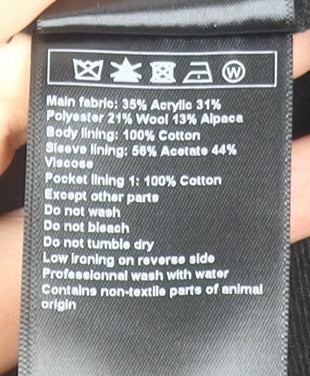 W
Main fabric: 35% Acrylic 31%
Polyester 21% Wool 13% Alpaca
Body lining: 100% Cotton
Sleeve lining: 56% Acetate 44%
Viscose
Pocket lining 1: 100% Cotton
Except other parts
Do not wash
Do not bleach
Do not tumble dry
Low ironing on reverse side
Professionnal wash with water
Contains non-textile parts of animal
origin